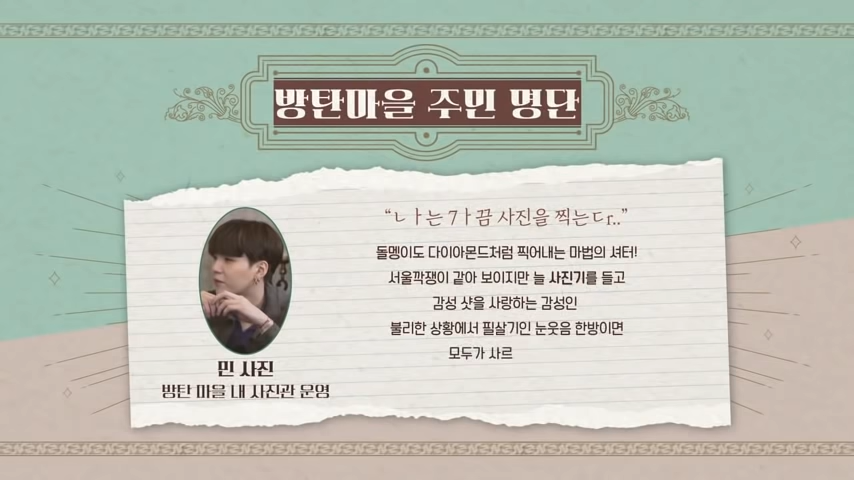 방탄마을 주민 명단
“ㄴㅏ는 7ㅏ끔 사진을 찍는ㄷr..”
돌멩이도 다이아몬드처럼 찍어내는 마법의 셔터!
서울깍쟁이 같아 보이지만 늘 사진기를 들고
감성 샷을 사랑하는 감성인
불리한 상황에서 필살기인 눈웃음 한방이면
모두가 사르
민 사진
방탄 마을 내 사진관 운영